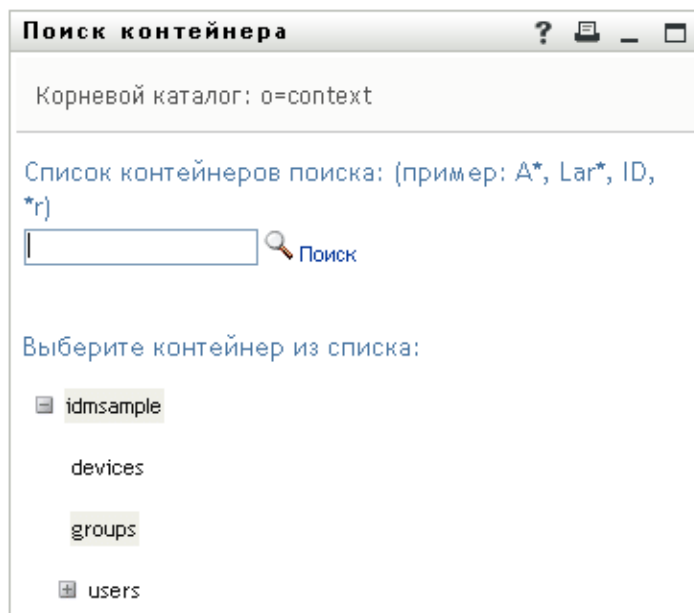 Поиск контейнера ?
Корневой каталог: o=context
Список контейнеров поиска: (пример: A*, Lar*, ID,
*r)
Поиск
Выберите контейнер из списка:
idmsample
devices
groups
users